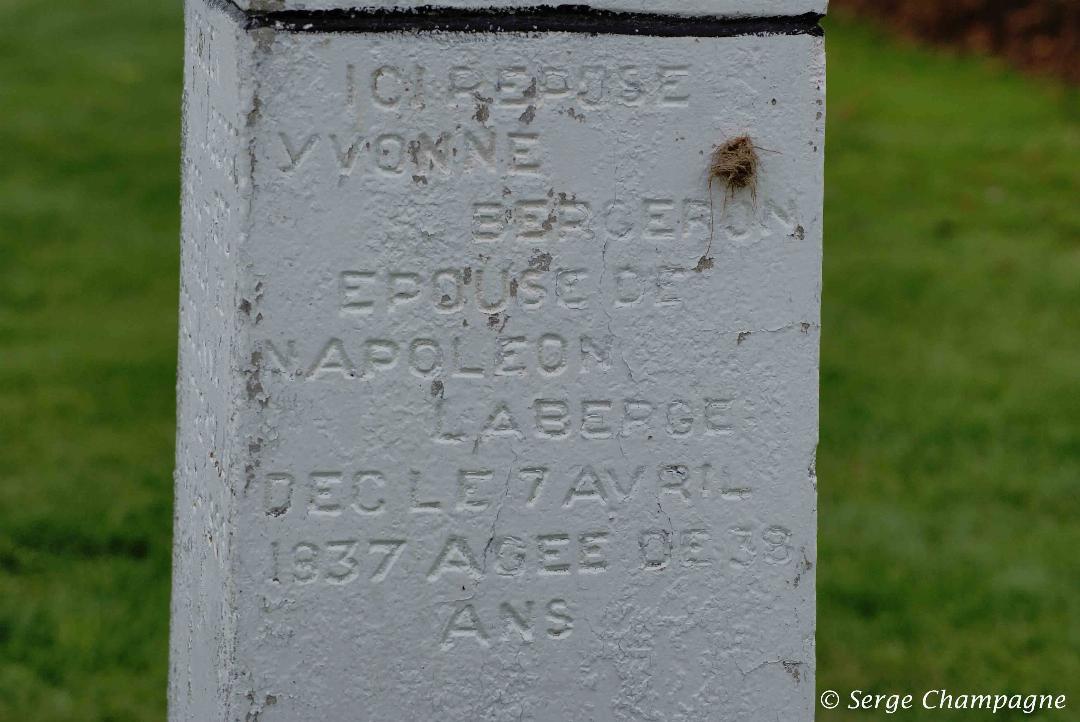 ICI REPOSE
YVONNE
BERGERON
EPOUSE DE
NAPOLEON
LABERGE
DEC LE 7 AVRIL
1937 AGEE DE 38
ANS
© Serge Champagne